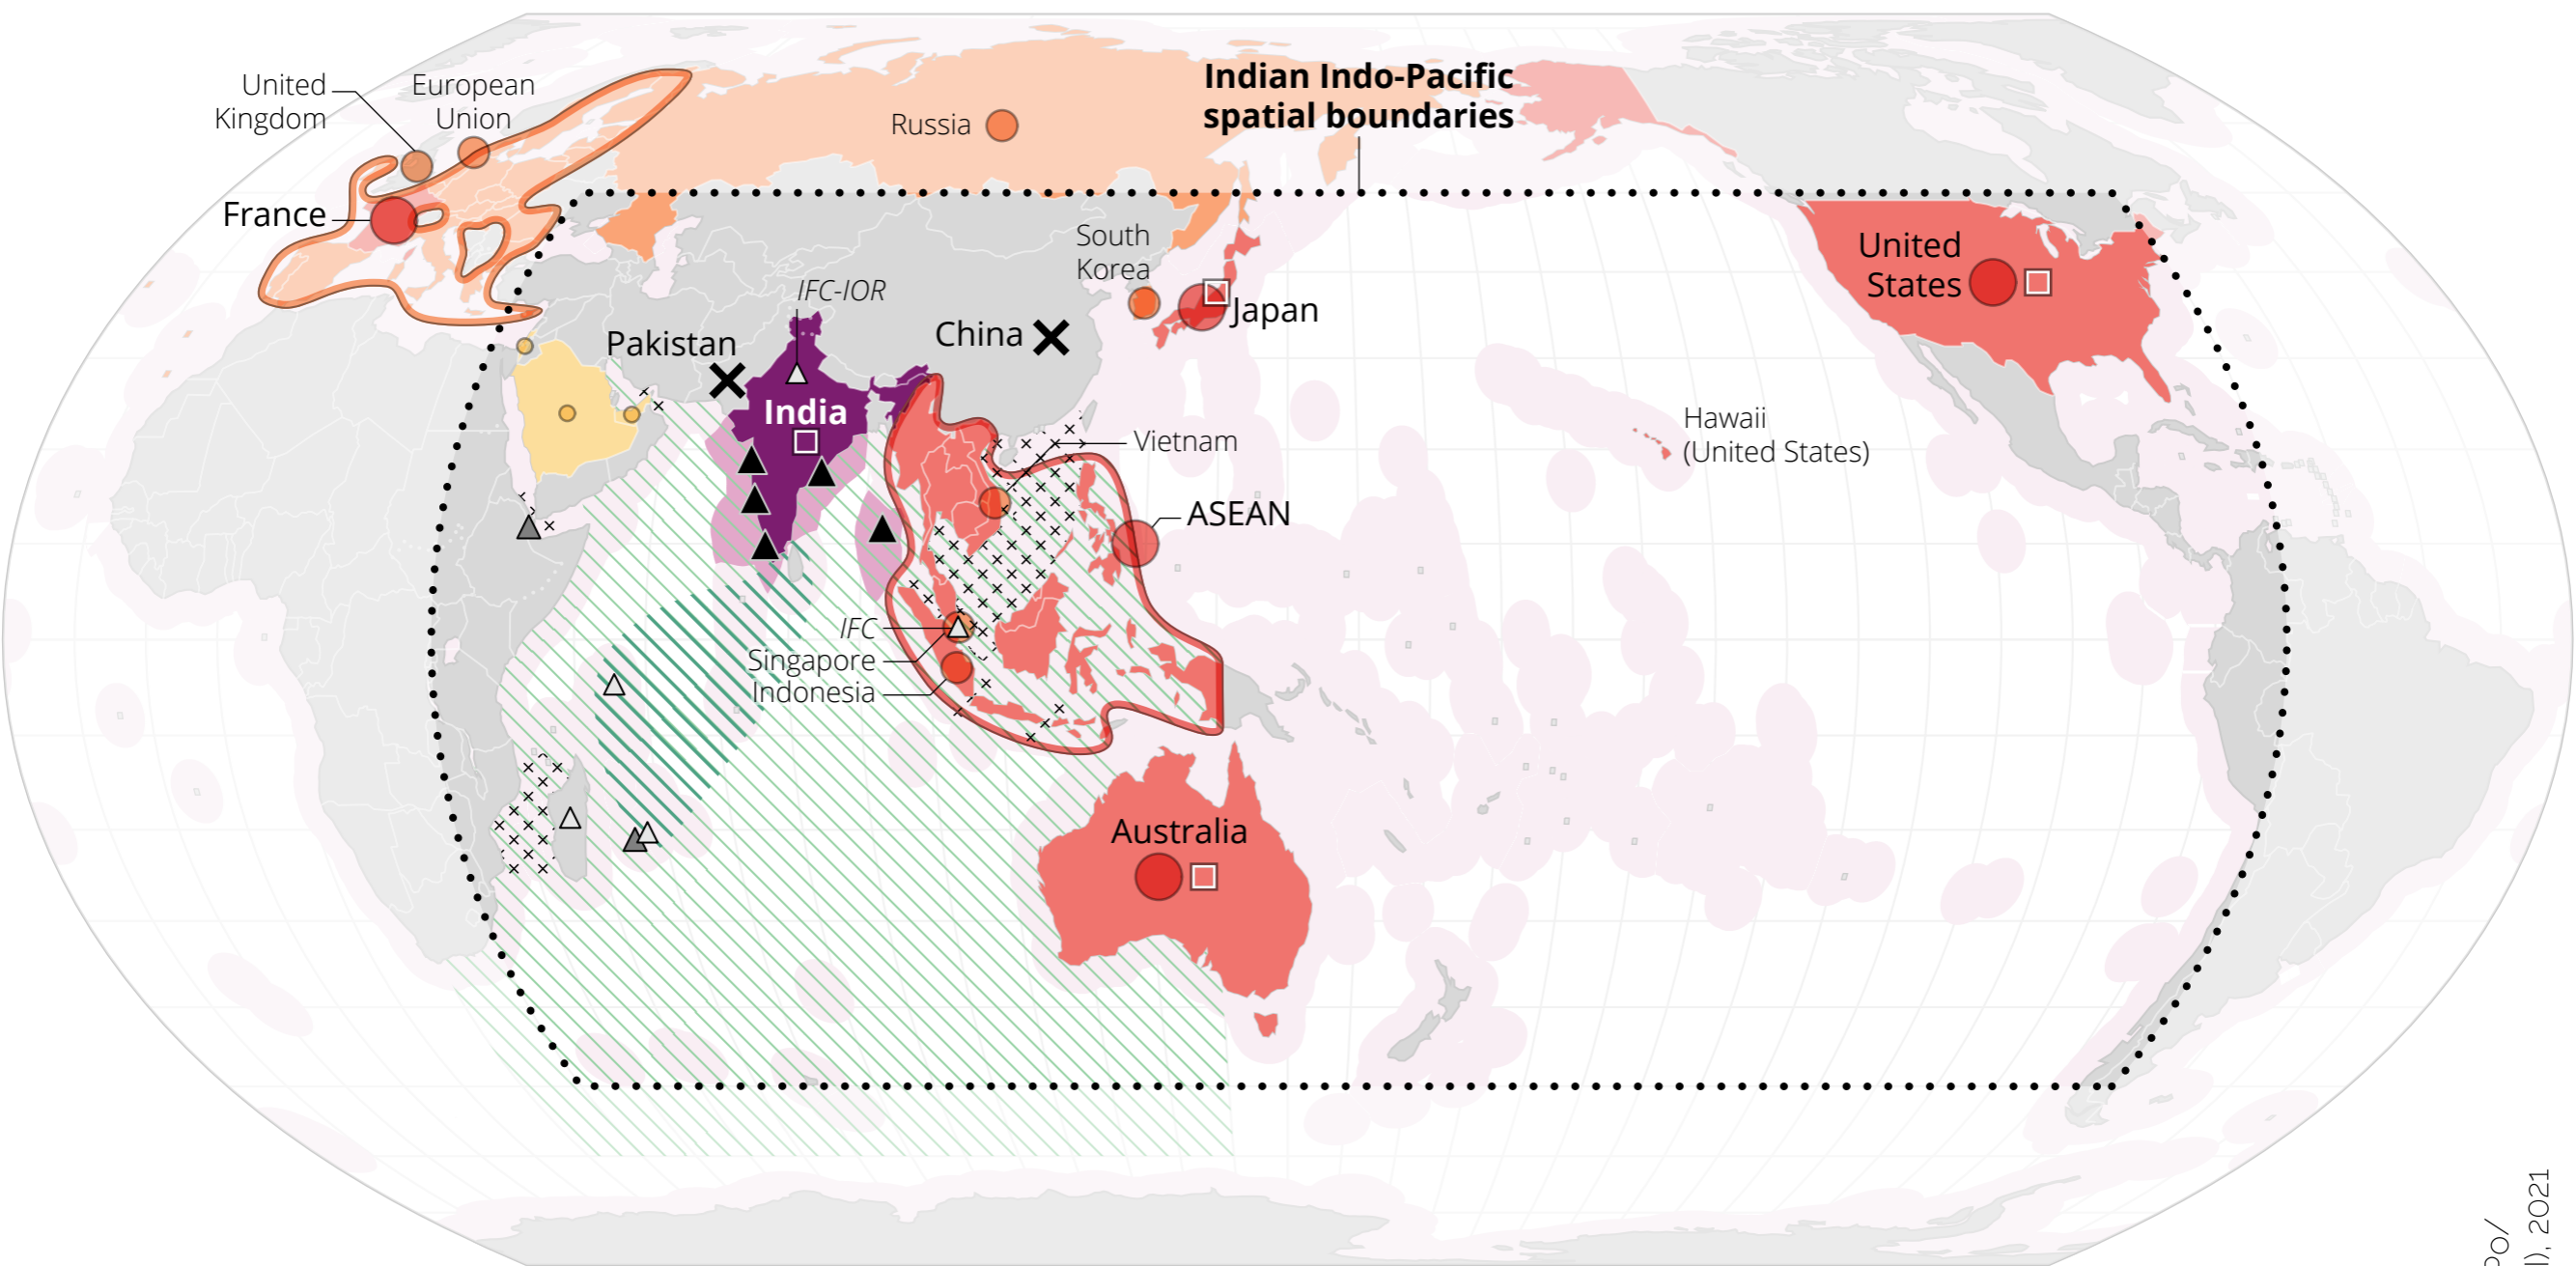 United
Kingdom
European
Union
Russia
Indian Indo-Pacific
spatial boundaries
France
South
Korea
United
States
IFC-IOR
Japan
Pakistan
China
India
Hawaii
(United States)
Vietnam
ASEAN
IFC
Singapore
Indonesia
Australia
Po/
), 2021